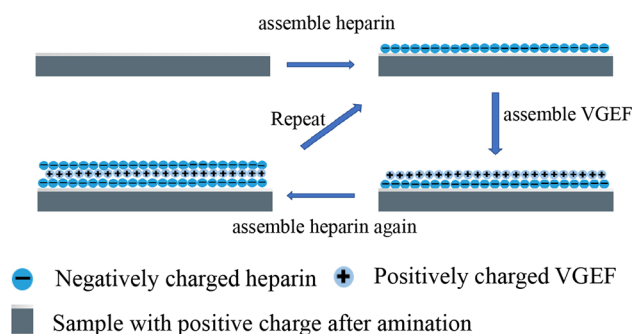 assemble heparin
Repeat
assemble VGEF
assemble heparin again
Negatively charged heparin
Positively charged VGEF
Sample with positive charge after amination